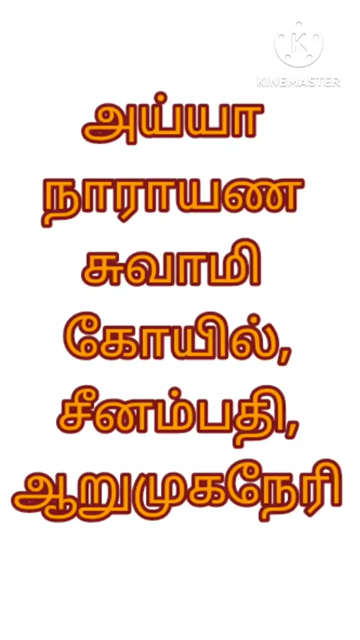 KINEMASTER
அய்யா
நாராயண
சுவாமி
கோயில்,
சீனம்பதி,
ஆறுமுகநேரி